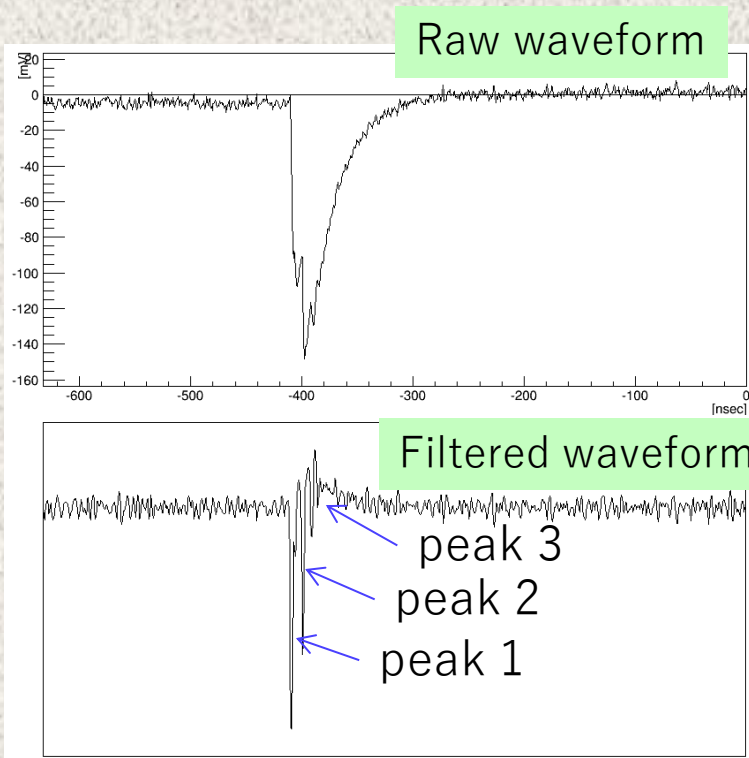 Raw waveform
[mV]
20
0
-20
-40
-60
-80
-100
-120
-140
-160
-600 -500 -400 -300 -200 -100 0
[nsec]
Filtered waveform
peak 3
peak 2
peak 1